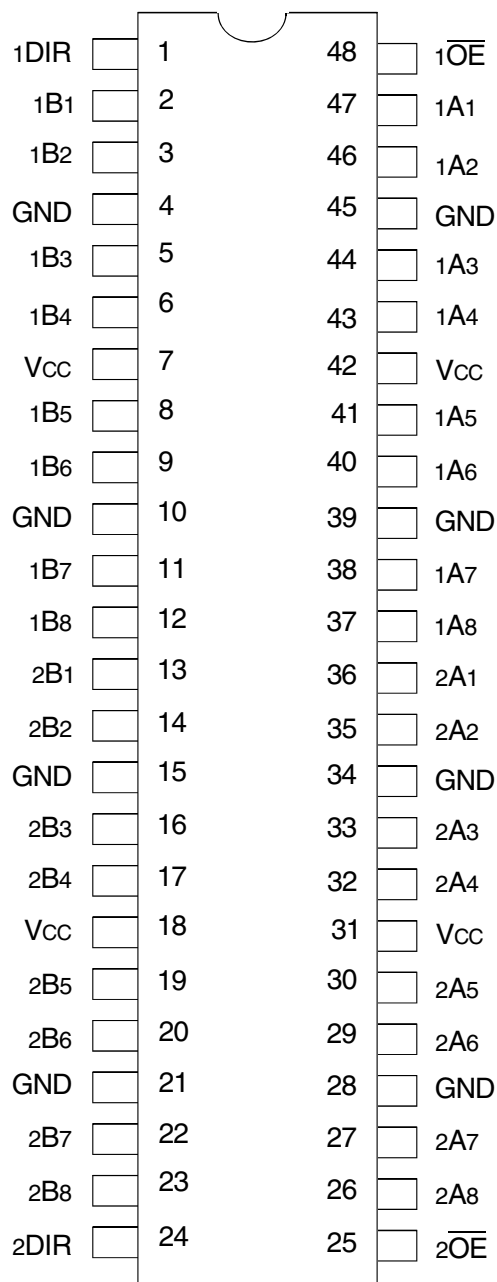 1DIR 1 48 1OE
1B1 2 47 1A1
1B2 3 46 1A2
GND 4 45 GND
1B3 5 44 1A3
1B4 6 43 1A4
VCC 7 42 VCC
1B5 8 41 1A5
1B6 9 40 1A6
GND 10 39 GND
1B7 11 38 1A7
1B8 12 37 1A8
2B1 13 36 2A1
2B2 14 35 2A2
GND 15 34 GND
2B3 16 33 2A3
2B4 17 32 2A4
VCC 18 31 VCC
2B5 19 30 2A5
2B6 20 29 2A6
GND 21 28 GND
2B7 22 27 2A7
2B8 23 26 2A8
2DIR 24 25 2OE